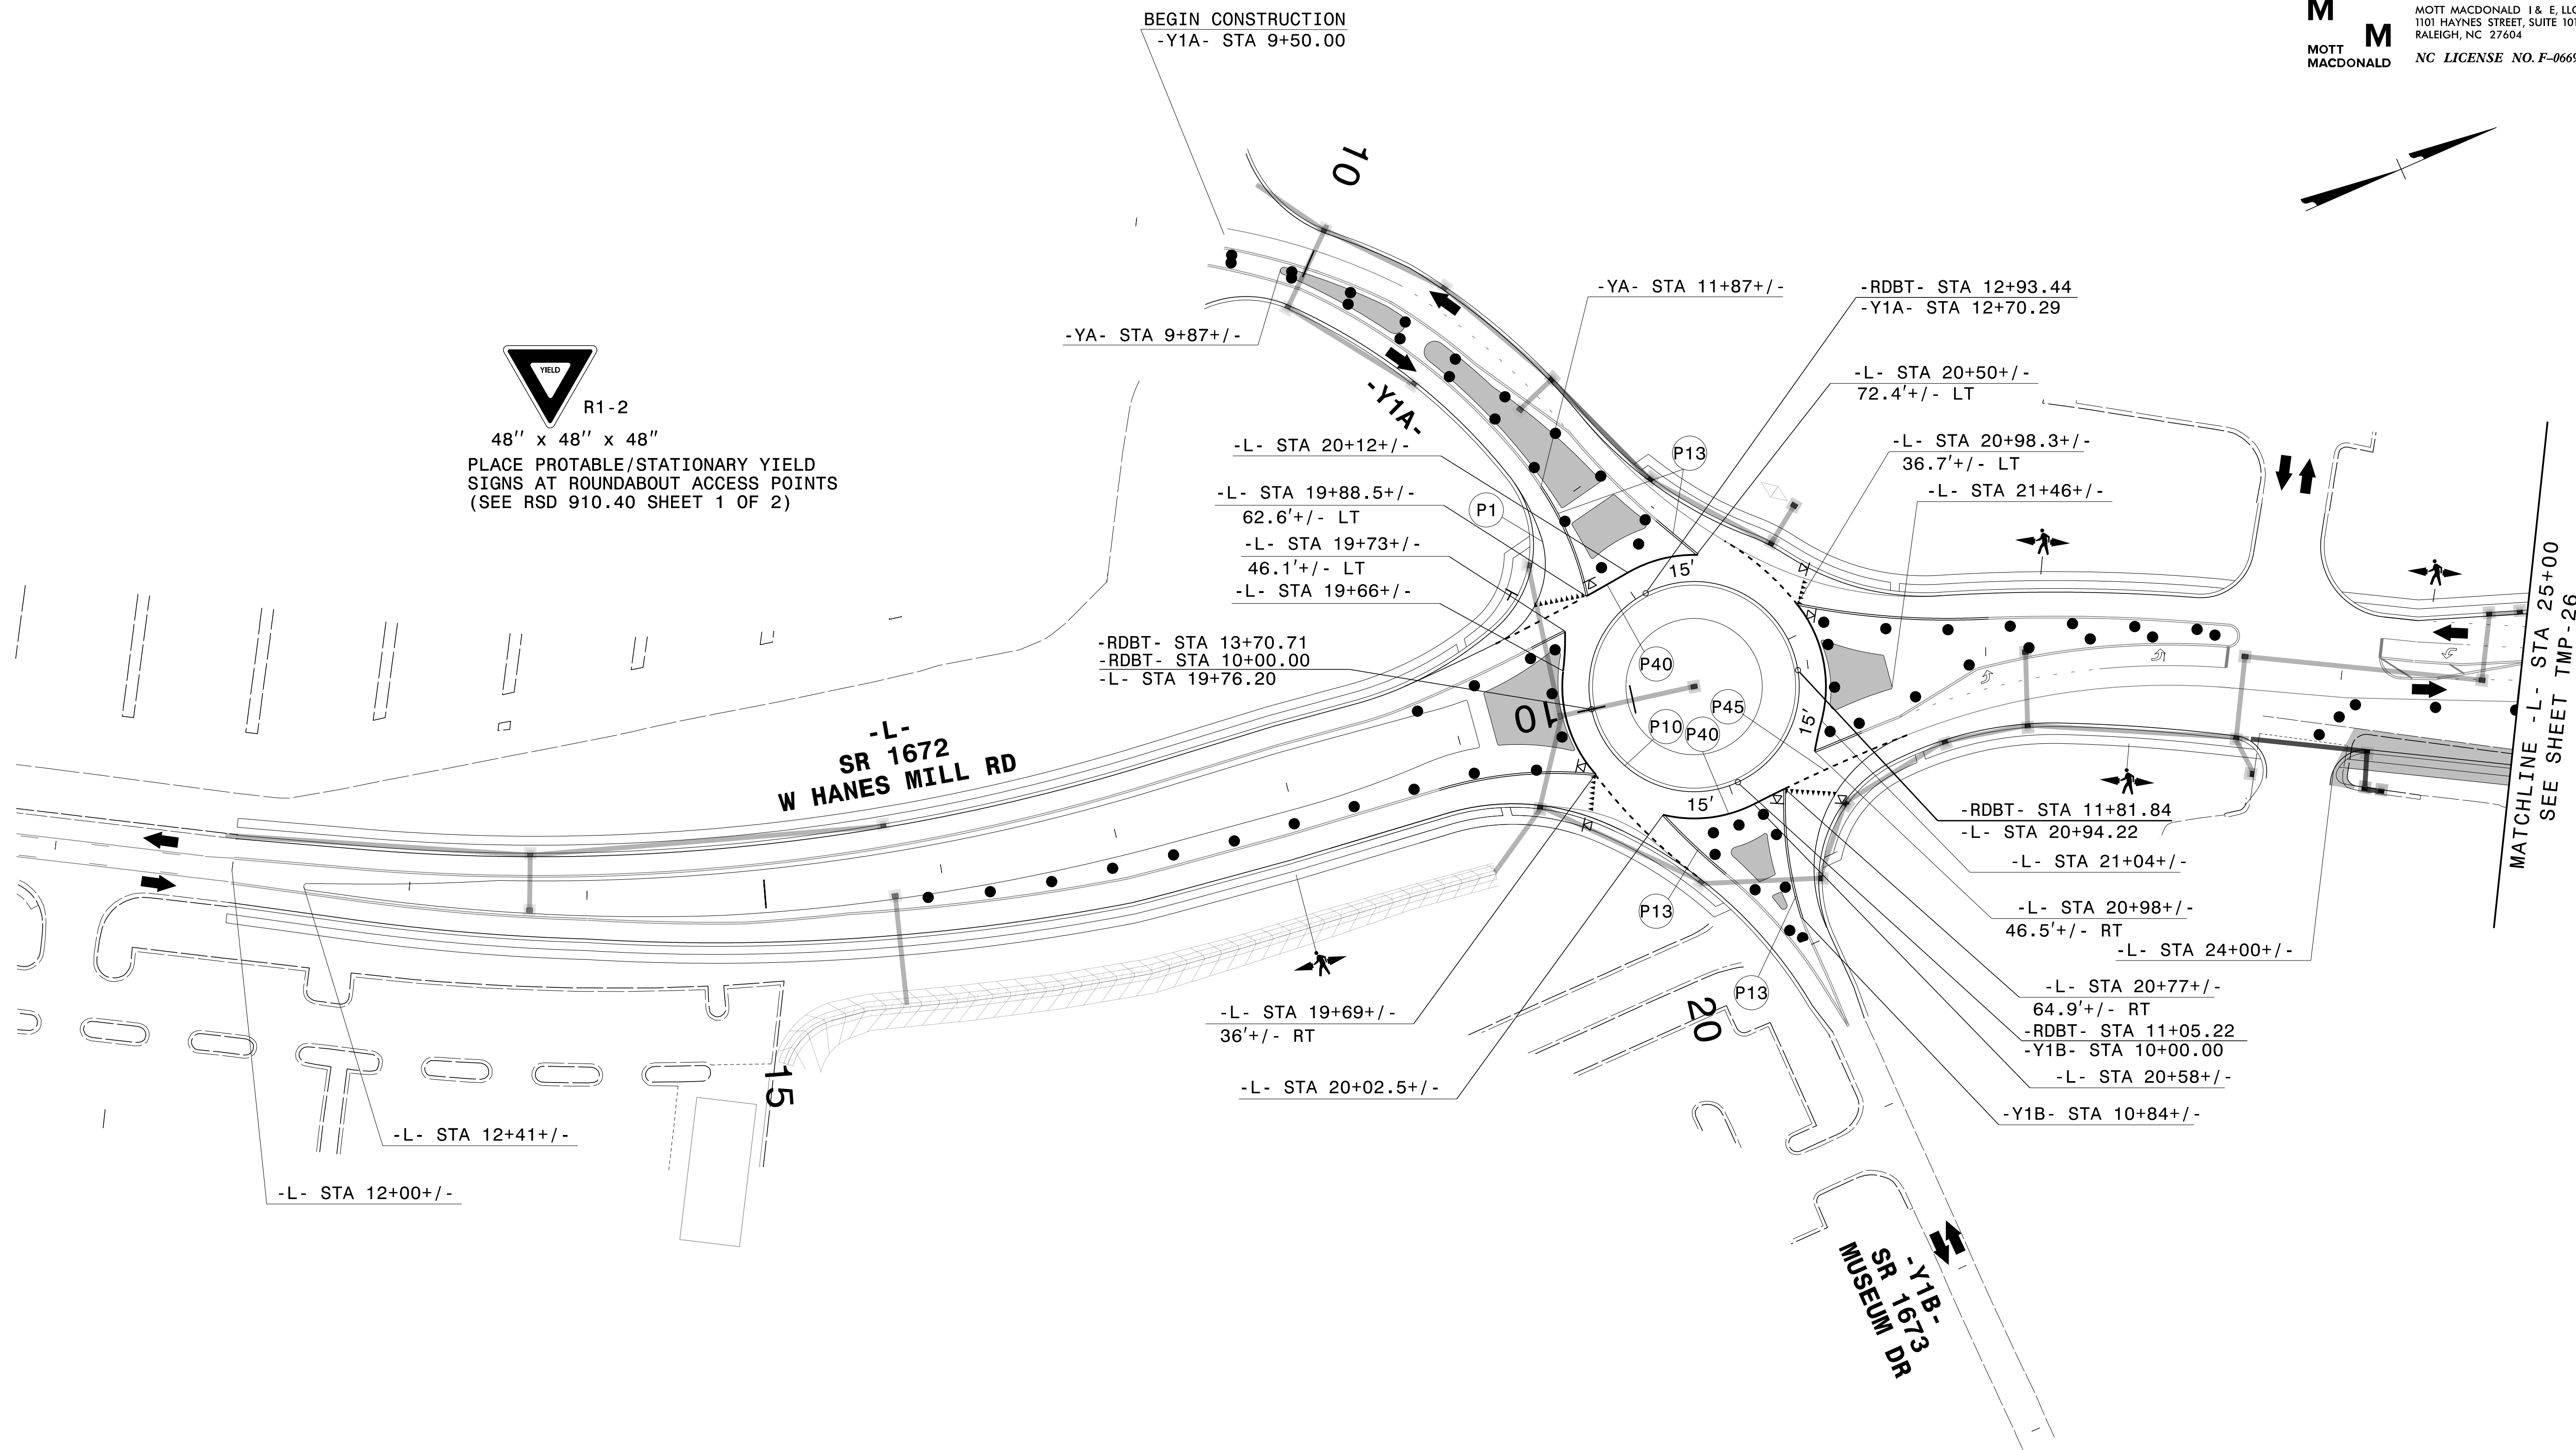 BEGIN CONSTRUCTION
-Y1A- STA 9+50.00
M
M
MOTT
MACDONALD
MOTT MACDONALD I & E, LLC
1101 HAYNES STREET, SUITE 101
RALEIGH, NC 27604
NC LICENSE NO. F-0669
10
-YA- STA 9+87+/-
-YA- STA 11+87+/-
-RDBT- STA 12+93.44
-Y1A- STA 12+70.29
-L- STA 20+50+/-
72.4'+/- LT
-L- STA 20+98.3+/-
36.7'+/- LT
-L- STA 21+46+/-
YIELD
R1-2
48" x 48" x 48"
PLACE PROTABLE/STATIONARY YIELD
SIGNS AT ROUNDABOUT ACCESS POINTS
(SEE RSD 910.40 SHEET 1 OF 2)
-Y1A-
-L- STA 20+12+/-
-L- STA 19+88.5+/-
62.6'+/- LT
-L- STA 19+73+/-
46.1'+/- LT
-L- STA 19+66+/-
-RDBT- STA 13+70.71
-RDBT- STA 10+00.00
-L- STA 19+76.20
P13
P1
15'
P40
P45
P10
P40
15'
15'
10
-L-
SR 1672
W HANES MILL RD
MATCHLINE -L- STA 25+00
SEE SHEET TMP-26
-RDBT- STA 11+81.84
-L- STA 20+94.22
-L- STA 21+04+/-
-L- STA 20+98+/-
46.5'+/- RT
-L- STA 24+00+/-
-L- STA 20+77+/-
64.9'+/- RT
-RDBT- STA 11+05.22
-Y1B- STA 10+00.00
-L- STA 20+58+/-
-Y1B- STA 10+84+/-
P13
P13
20
-L- STA 19+69+/-
36'+/- RT
-L- STA 20+02.5+/-
15
-L- STA 12+41+/-
-L- STA 12+00+/-
-Y1B-
SR 1673
MUSEUM DR